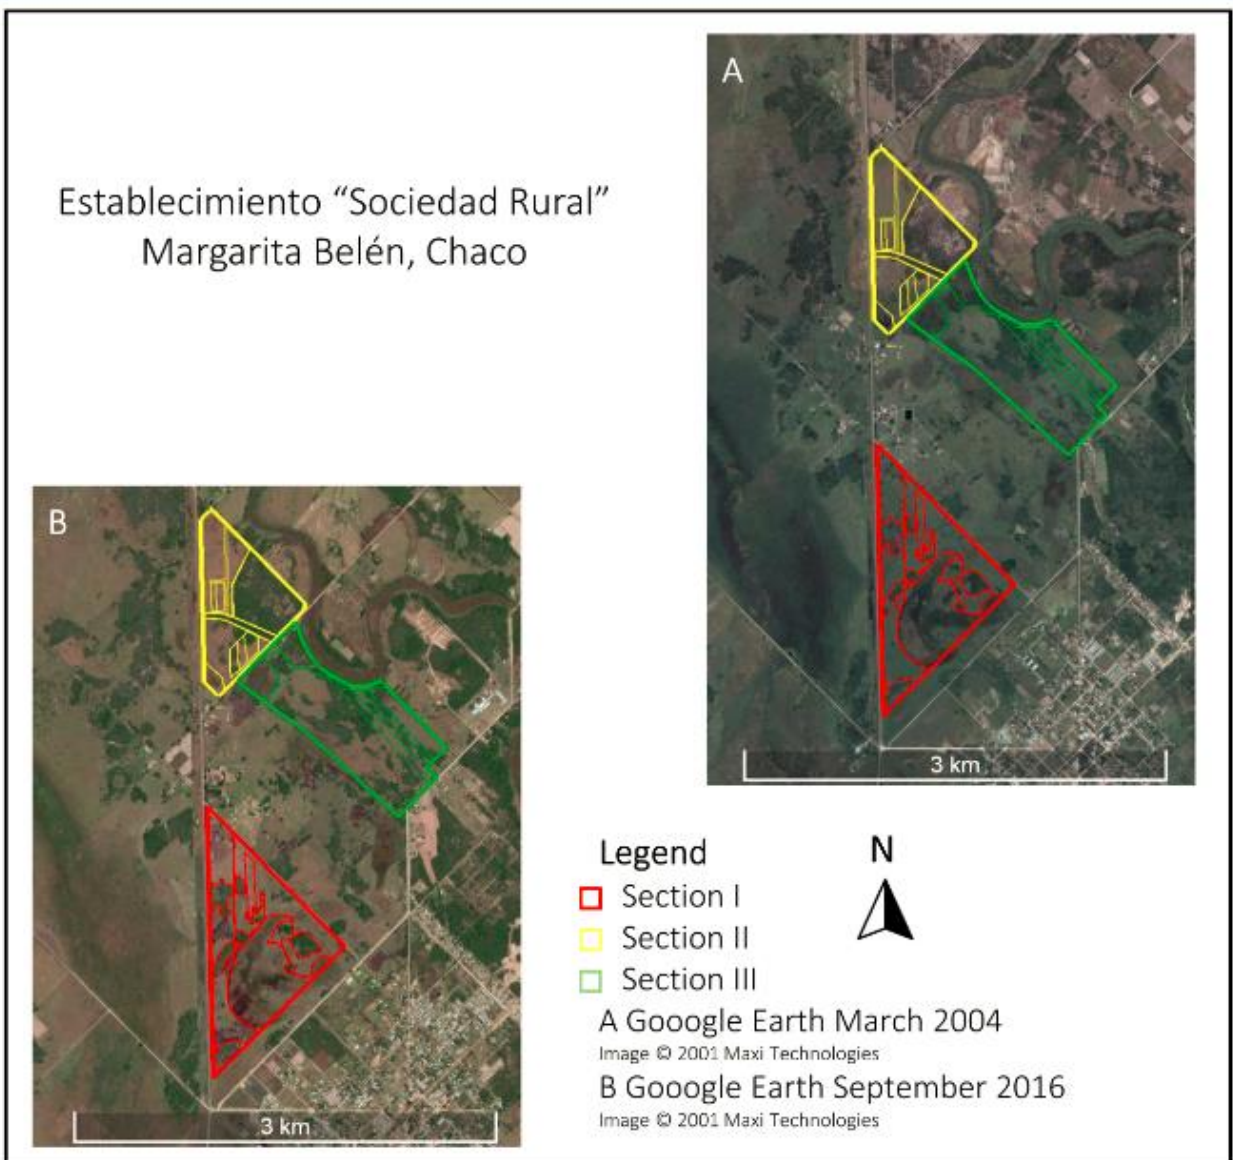 A
Establecimiento “Sociedad Rural”
Margarita Belén, Chaco
B
3 km
Legend
N
Section I
Section II
Section III
A Gooogle Earth March 2004
Image © 2001 Maxi Technologies
B Gooogle Earth September 2016
Image © 2001 Maxi Technologies
3 km